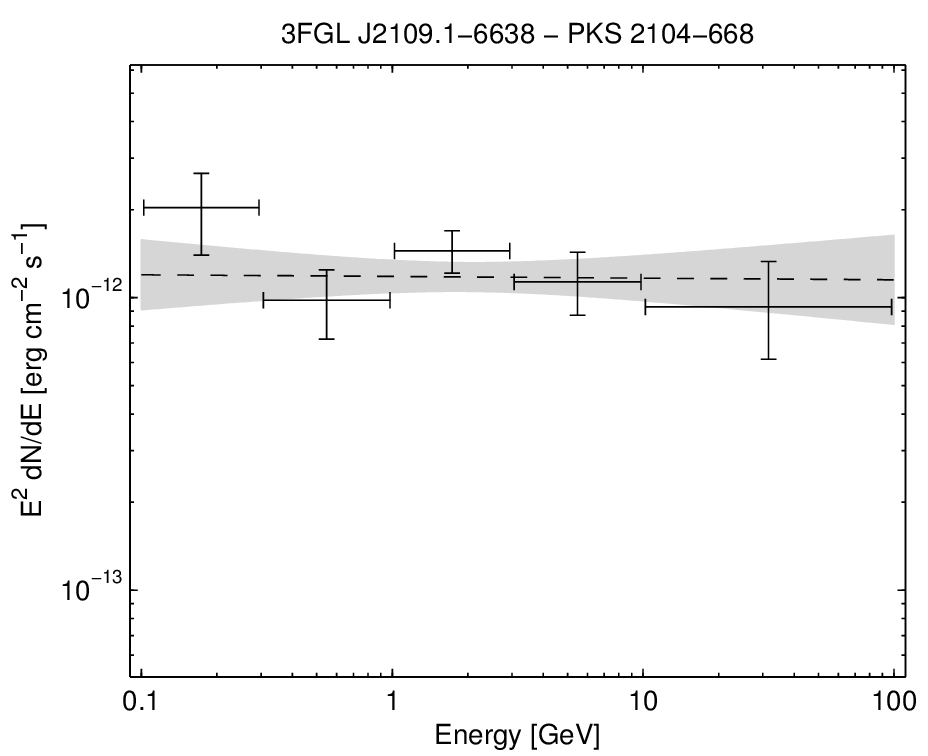 3FGL J2109.1−6638 − PKS 2104−668
E² dN/dE [erg cm⁻² s⁻¹]
10⁻¹²
10⁻¹³
0.1 1 10 100
Energy [GeV]